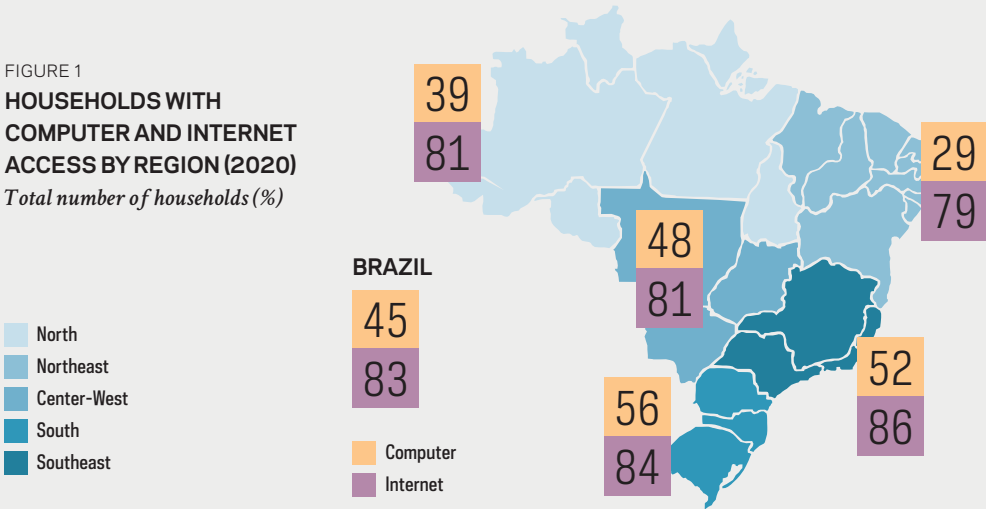 FIGURE 1
HOUSEHOLDS WITH
COMPUTER AND INTERNET
ACCESS BY REGION (2020)
Total number of households (%)
39
81
29
79
48
81
BRAZIL
45
83
52
86
56
84
North
Northeast
Center-West
South
Southeast
Computer
Internet